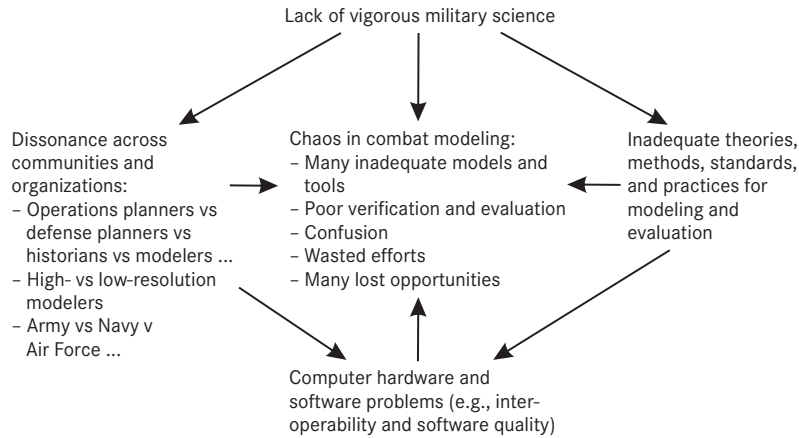 Lack of vigorous military science
Dissonance across
communities and
organizations:
– Operations planners vs
defense planners vs
historians vs modelers ...
– High- vs low-resolution
modelers
– Army vs Navy v
Air Force ...
Chaos in combat modeling:
– Many inadequate models and
tools
– Poor verification and evaluation
– Confusion
– Wasted efforts
– Many lost opportunities
Inadequate theories,
methods, standards,
and practices for
modeling and
evaluation
Computer hardware and
software problems (e.g., inter-
operability and software quality)